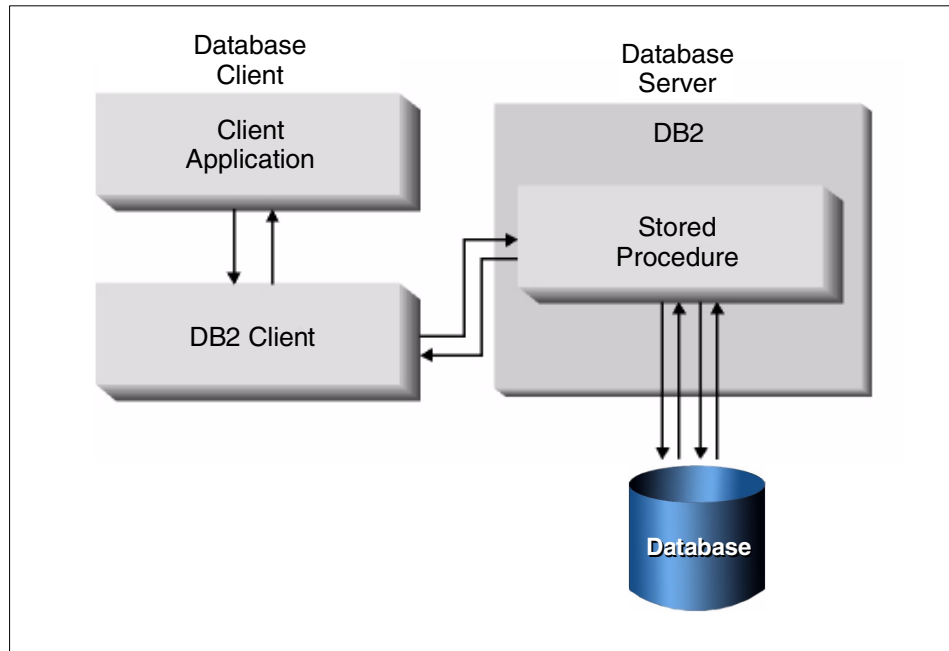 Database
Client
Client
Application
DB2 Client
Database
Server
DB2
Stored
Procedure
Database